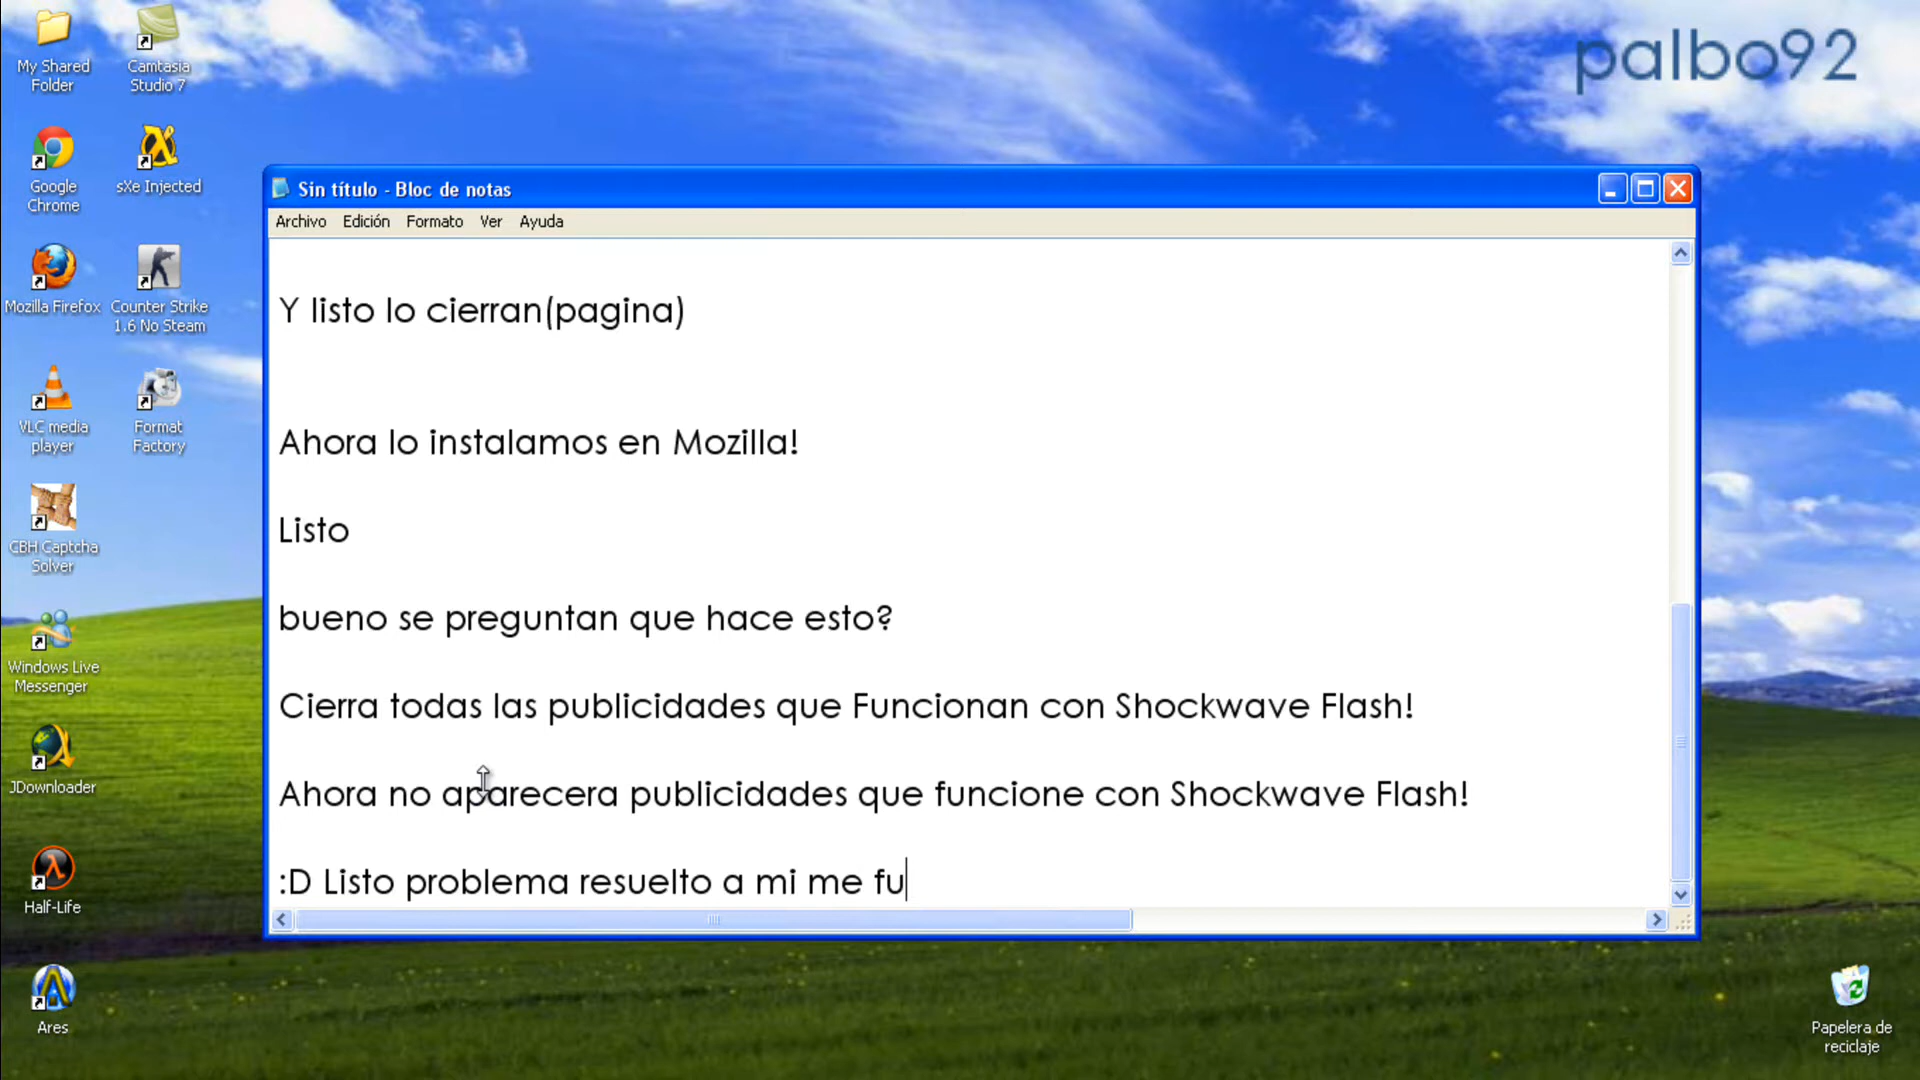 palbo92
My Shared
Folder
Camtasia
Studio 7
Google
Chrome
sXe Injected
Mozilla Firefox
Counter Strike
1.6 No Steam
VLC media
player
Format
Factory
CBH Captcha
Solver
Windows Live
Messenger
JDownloader
Half-Life
Ares
Sin título - Bloc de notas
Archivo Edición Formato Ver Ayuda
Y listo lo cierran(pagina)
Ahora lo instalamos en Mozilla!
Listo
bueno se preguntan que hace esto?
Cierra todas las publicidades que Funcionan con Shockwave Flash!
Ahora no aparecera publicidades que funcione con Shockwave Flash!
:D Listo problema resuelto a mi me fu
Papelera de
reciclaje